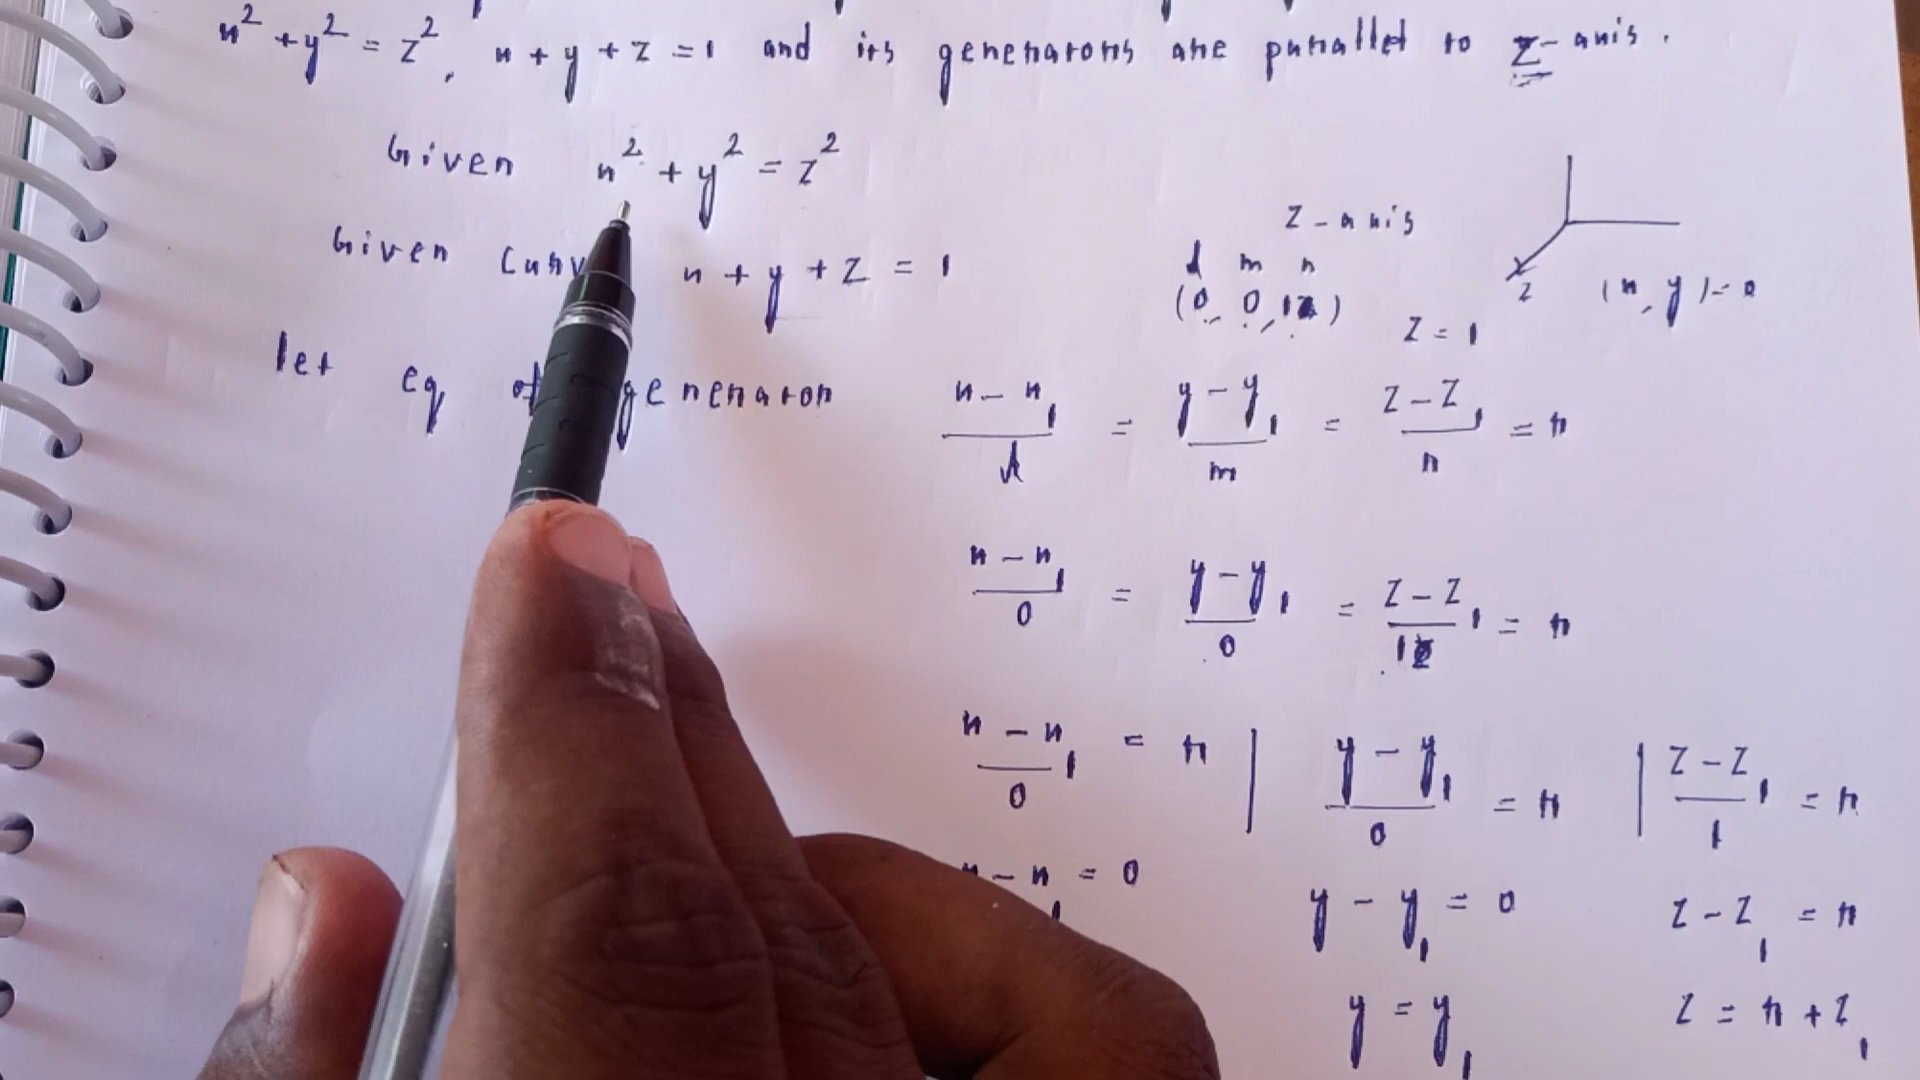 x² + y² = z², x + y + z = 1 and its generators are parallel to z-axis.
Given x² + y² = z²
z-axis
Given x + y + z = 1
l m n
(0, 0, 1)
z
(x, y) = 0
z = 1
let eq of generator
(x - x₁)/l = (y - y₁)/m = (z - z₁)/n = r
(x - x₁)/0 = (y - y₁)/0 = (z - z₁)/1 = r
(x - x₁)/0 = r | (y - y₁)/0 = r | (z - z₁)/1 = r
x - x₁ = 0
y - y₁ = 0
z - z₁ = r
y = y₁
z = r + z₁